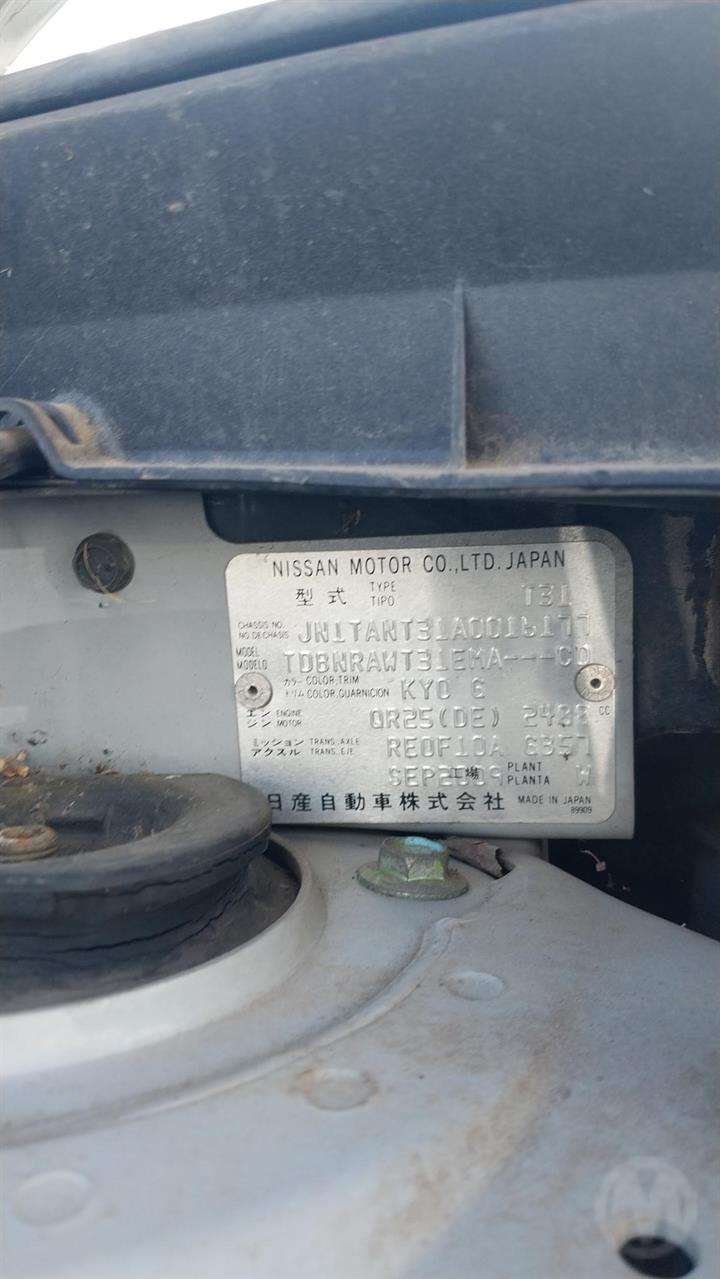 NISSAN MOTOR CO.,LTD. JAPAN
型式 TYPE TIPO T31
CHASSIS NO. NO. DE CHASIS JN1TANT31A0016177
MODEL MODELO TDBNRAWT31EMA---CD
カラー COLOR,TRIM トリム COLOR,GUARNICION KY0 G
エンジン ENGINE MOTOR QR25(DE) 2488 CC
ミッション TRANS.,AXLE アクスル TRANS.,EJE RE0F10A 6357
SEP2009 工場 PLANT PLANTA W
日産自動車株式会社 MADE IN JAPAN
89909
M